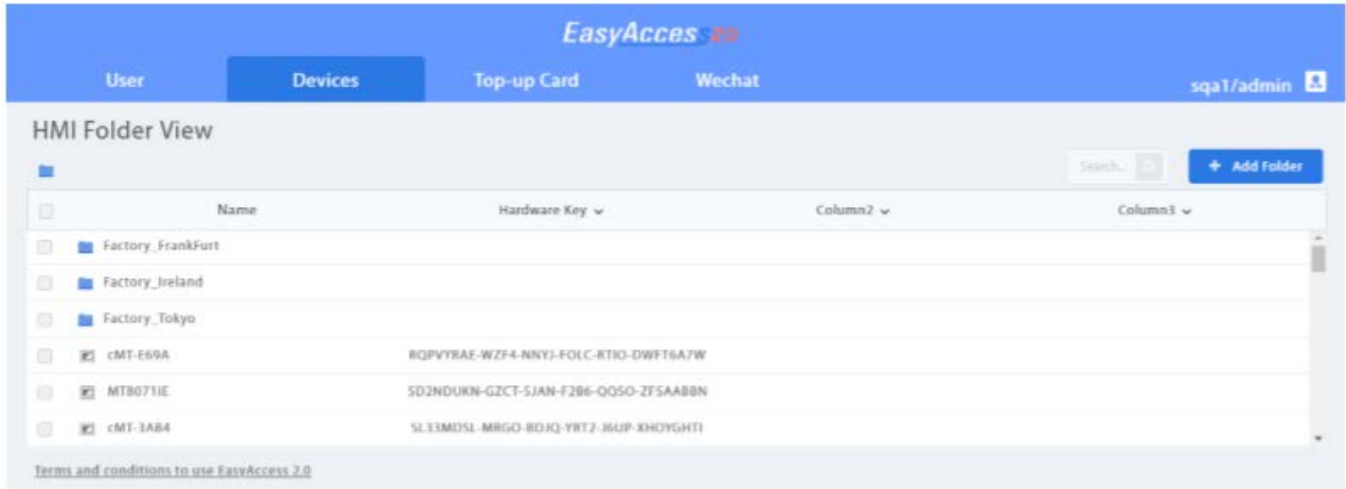 EasyAccess 2.0
User Devices Top-up Card Wechat sqa1/admin
HMI Folder View
Search.. + Add Folder
Name Hardware Key Column2 Column3
Factory_FrankFurt
Factory_Ireland
Factory_Tokyo
cMT-E69A
MT8071iE
cMT-3AB4
Terms and conditions to use EasyAccess 2.0